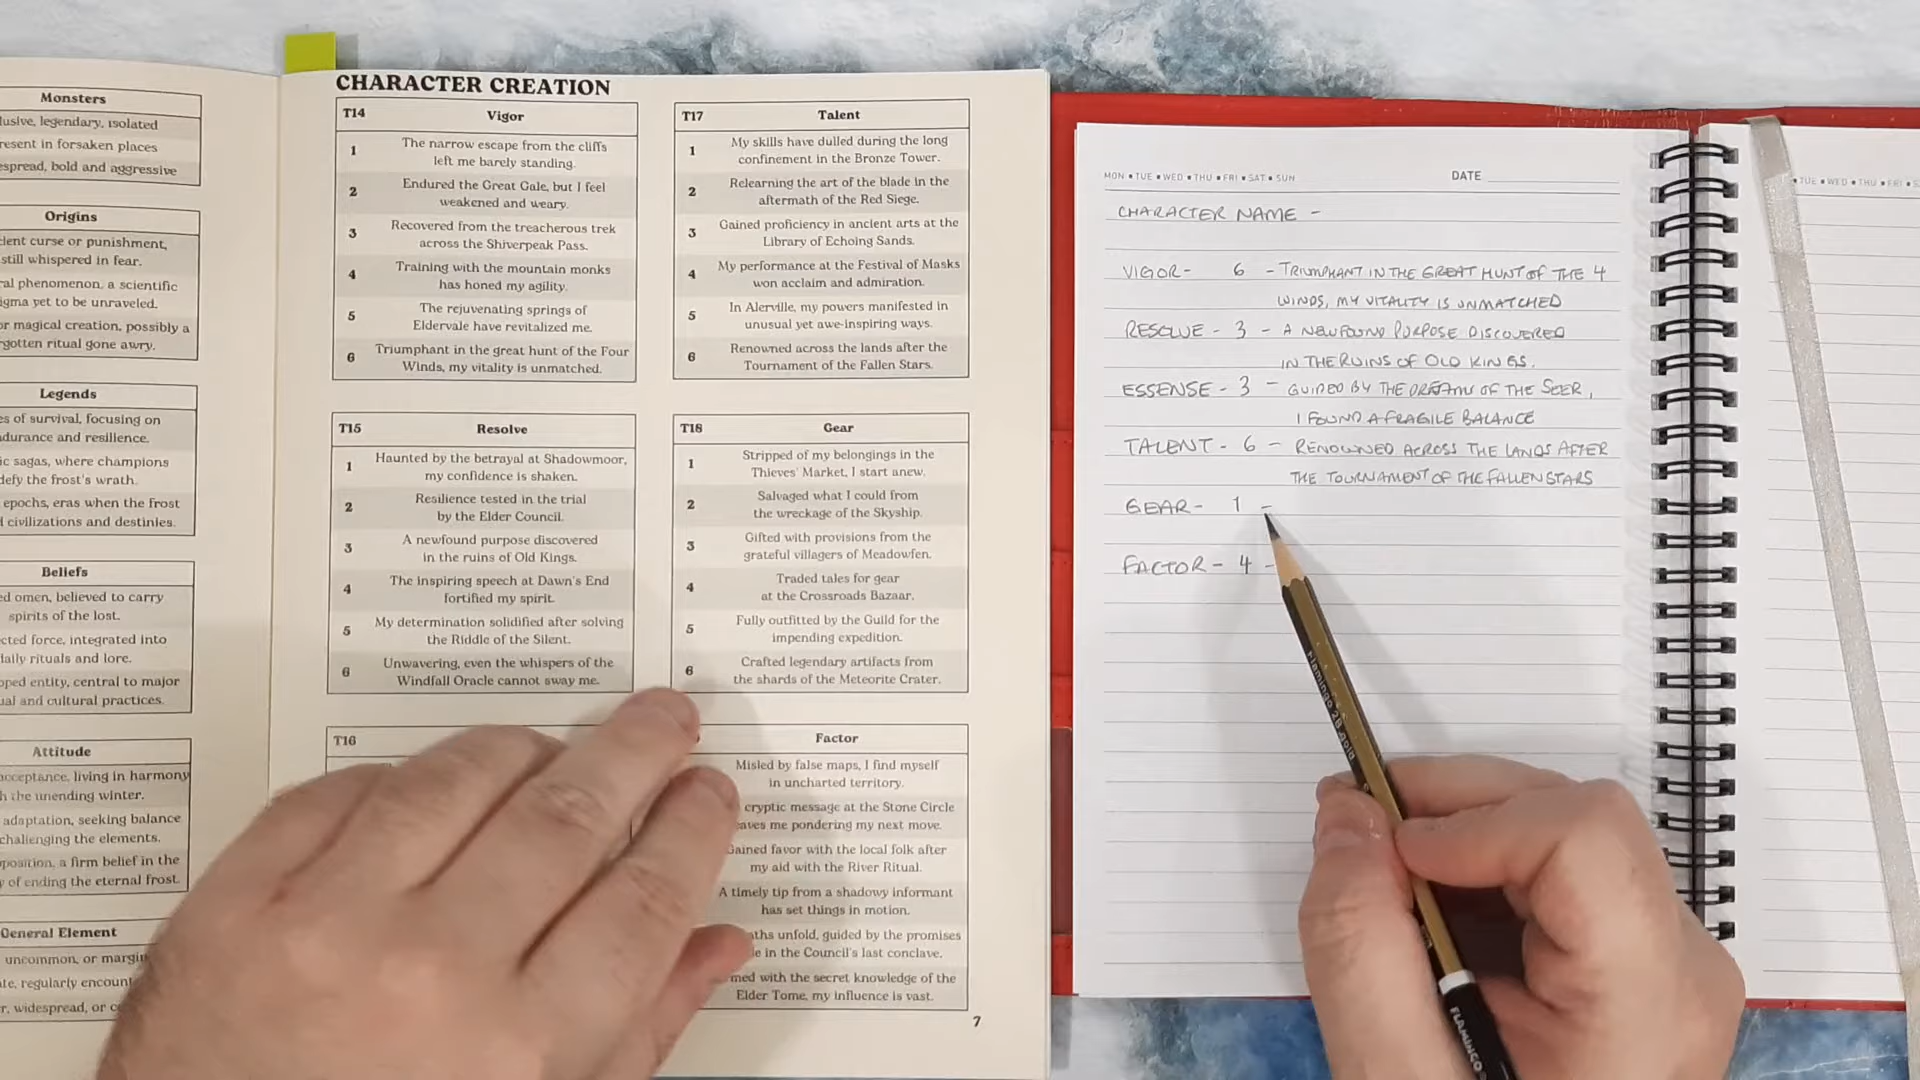 Monsters
legendary, isolated
in forsaken places
bold and aggressive
Origins
curse or punishment,
still whispered in fear.
phenomenon, a scientific
yet to be unraveled.
or magical creation, possibly a
ritual gone awry.
Legends
of survival, focusing on
and resilience.
sagas, where champions
defy the frost's wrath.
epochs, eras when the frost
civilizations and destinies.
Beliefs
omen, believed to carry
spirits of the lost.
force, integrated into
rituals and lore.
entity, central to major
and cultural practices.
Attitude
acceptance, living in harmony
the unending winter.
adaptation, seeking balance
challenging the elements.
a firm belief in the
of ending the eternal frost.
General Element
uncommon, or
regularly
widespread, or
CHARACTER CREATION
T14 Vigor
1 The narrow escape from the cliffs
left me barely standing.
2 Endured the Great Gale, but I feel
weakened and weary.
3 Recovered from the treacherous trek
across the Shiverpeak Pass.
4 Training with the mountain monks
has honed my agility.
5 The rejuvenating springs of
Eldervale have revitalized me.
6 Triumphant in the great hunt of the Four
Winds, my vitality is unmatched.
T15 Resolve
1 Haunted by the betrayal at Shadowmoor,
my confidence is shaken.
2 Resilience tested in the trial
by the Elder Council.
3 A newfound purpose discovered
in the ruins of Old Kings.
4 The inspiring speech at Dawn's End
fortified my spirit.
5 My determination solidified after solving
the Riddle of the Silent.
6 Unwavering, even the whispers of the
Windfall Oracle cannot sway me.
T16
T17 Talent
1 My skills have dulled during the long
confinement in the Bronze Tower.
2 Relearning the art of the blade in the
aftermath of the Red Siege.
3 Gained proficiency in ancient arts at the
Library of Echoing Sands.
4 My performance at the Festival of Masks
won acclaim and admiration.
5 In Alerville, my powers manifested in
unusual yet awe-inspiring ways.
6 Renowned across the lands after the
Tournament of the Fallen Stars.
T18 Gear
1 Stripped of my belongings in the
Thieves' Market, I start anew.
2 Salvaged what I could from
the wreckage of the Skyship.
3 Gifted with provisions from the
grateful villagers of Meadowfen.
4 Traded tales for gear
at the Crossroads Bazaar.
5 Fully outfitted by the Guild for the
impending expedition.
6 Crafted legendary artifacts from
the shards of the Meteorite Crater.
Factor
Misled by false maps, I find myself
in uncharted territory.
cryptic message at the Stone Circle
me pondering my next move.
Gained favor with the local folk after
my aid with the River Ritual.
A timely tip from a shadowy informant
has set things in motion.
unfold, guided by the promises
in the Council's last conclave.
with the secret knowledge of the
Elder Tome, my influence is vast.
7
MON • TUE • WED • THU • FRI • SAT • SUN DATE
CHARACTER NAME -
VIGOR - 6 - TRIUMPHANT IN THE GREAT HUNT OF THE 4
WINDS, MY VITALITY IS UNMATCHED
RESOLVE - 3 - A NEWFOUND PURPOSE DISCOVERED
IN THE RUINS OF OLD KINGS.
ESSENSE - 3 - GUIDED BY THE DREAMS OF THE SEER,
I FOUND A FRAGILE BALANCE
TALENT - 6 - RENOWNED ACROSS THE LANDS AFTER
THE TOURNAMENT OF THE FALLEN STARS
GEAR - 1 -
FACTOR - 4 -
TUE • WED • THU • FRI
Flamingo 2B gold
FLAMINGO